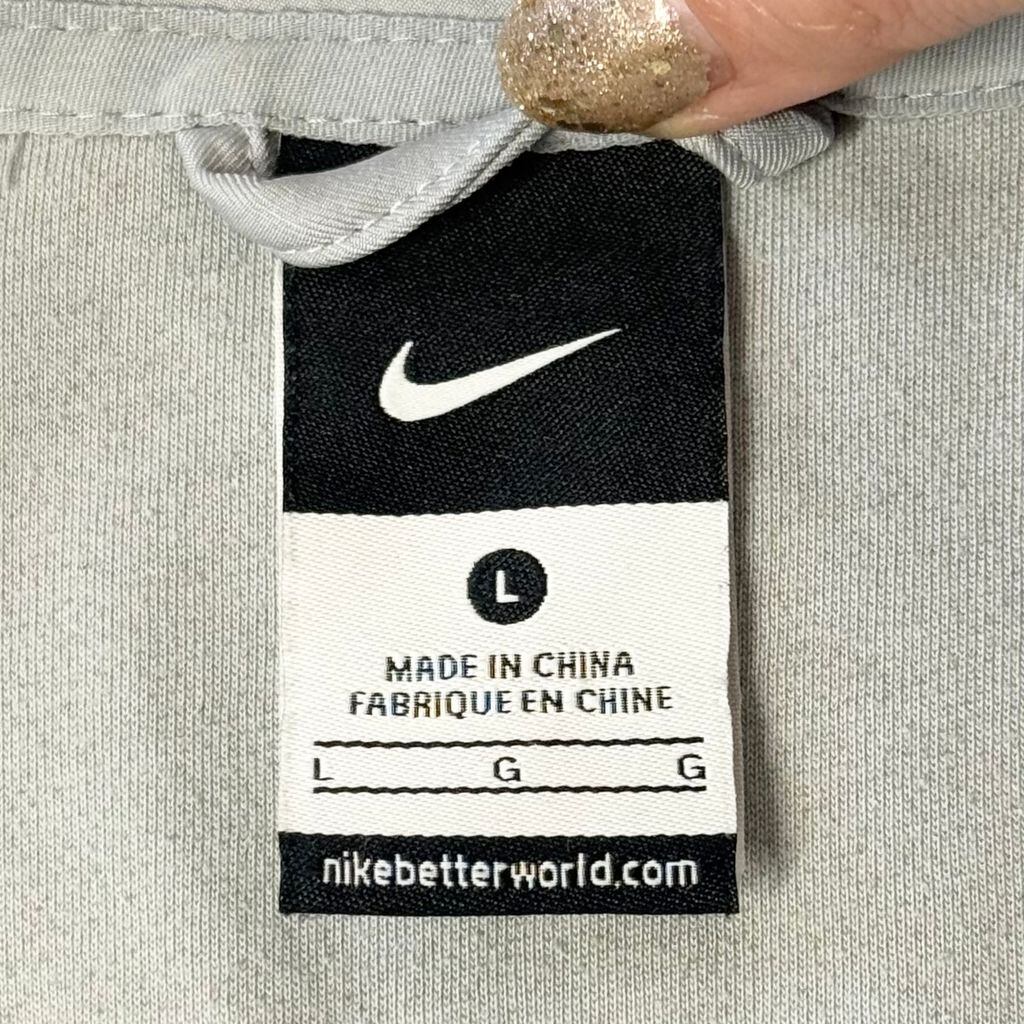 L
MADE IN CHINA
FABRIQUE EN CHINE
L G G
nikebetterworld.com